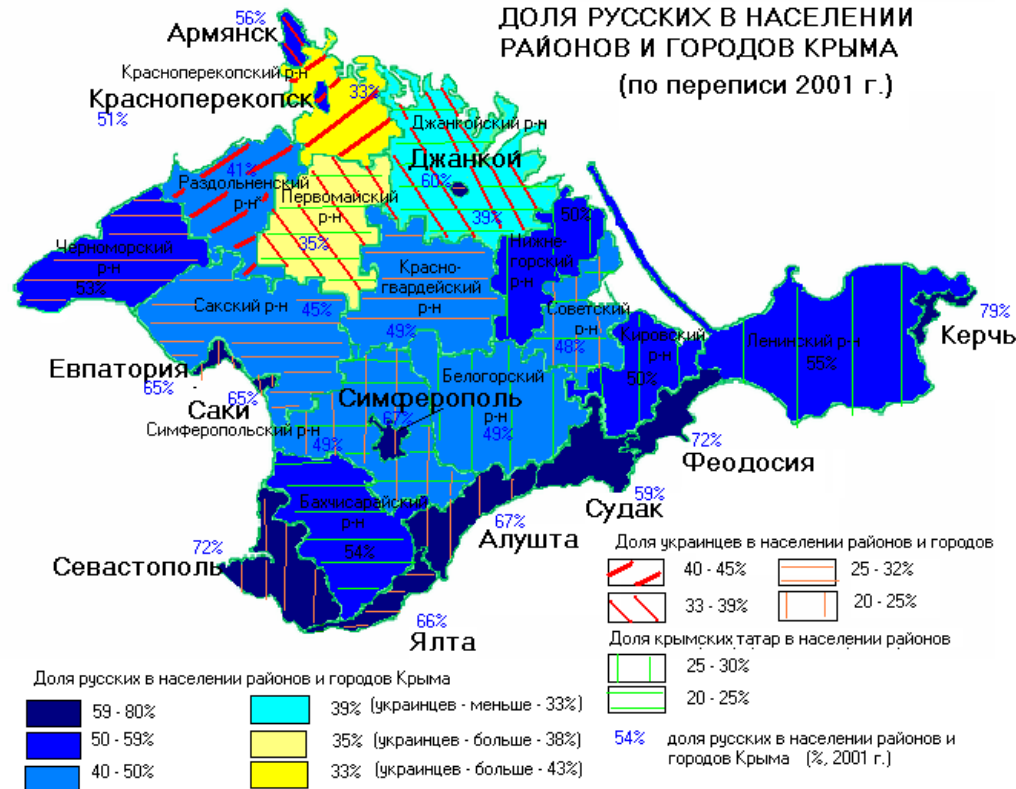 ДОЛЯ РУССКИХ В НАСЕЛЕНИИ
РАЙОНОВ И ГОРОДОВ КРЫМА
(по переписи 2001 г.)
56%
Армянск
Красноперекопский р-н
33%
Красноперекопск
51%
Джанкойский р-н
Джанкой
60%
39%
41%
Раздольненский
р-н
Первомайский
р-н
35%
50%
Нижне-
горский
р-н
Черноморский
р-н
53%
Красно-
гвардейский
р-н
49%
Сакский р-н
45%
Советский
р-н
48%
Кировский
р-н
50%
Ленинский р-н
55%
79%
Керчь
Евпатория
65%
65%
Саки
Белогорский
р-н
49%
Симферополь
67%
Симферопольский р-н
49%
72%
Феодосия
59%
Судак
Бахчисарайский
р-н
54%
67%
Алушта
72%
Севастополь
66%
Ялта
Доля украинцев в населении районов и городов
40 - 45%
25 - 32%
33 - 39%
20 - 25%
Доля крымских татар в населении районов
25 - 30%
20 - 25%
54% доля русских в населении районов и
городов Крыма (%, 2001 г.)
Доля русских в населении районов и городов Крыма
59 - 80%
39% (украинцев - меньше - 33%)
50 - 59%
35% (украинцев - больше - 38%)
40 - 50%
33% (украинцев - больше - 43%)